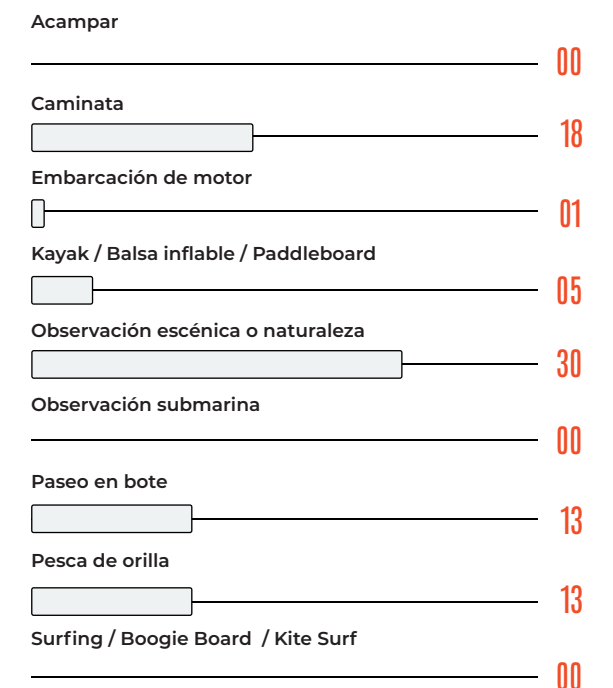 Acampar
00
Caminata
18
Embarcación de motor
01
Kayak / Balsa inflable / Paddleboard
05
Observación escénica o naturaleza
30
Observación submarina
00
Paseo en bote
13
Pesca de orilla
13
Surfing / Boogie Board / Kite Surf
00